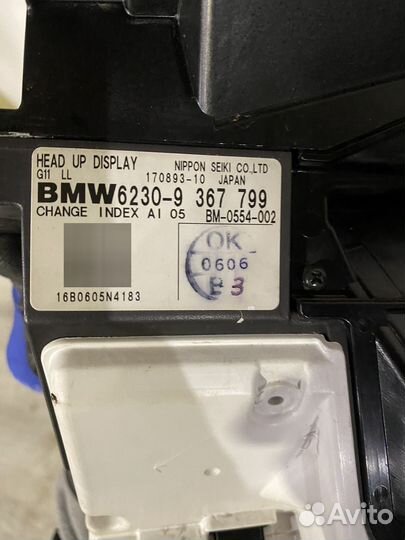 HEAD UP DISPLAY NIPPON SEIKI CO.,LTD
G11 LL 170893-10 JAPAN
BMW 6230-9 367 799
CHANGE INDEX AI 05 BM-0554-002
OK
0606
B3
16B0605N4183
Avito